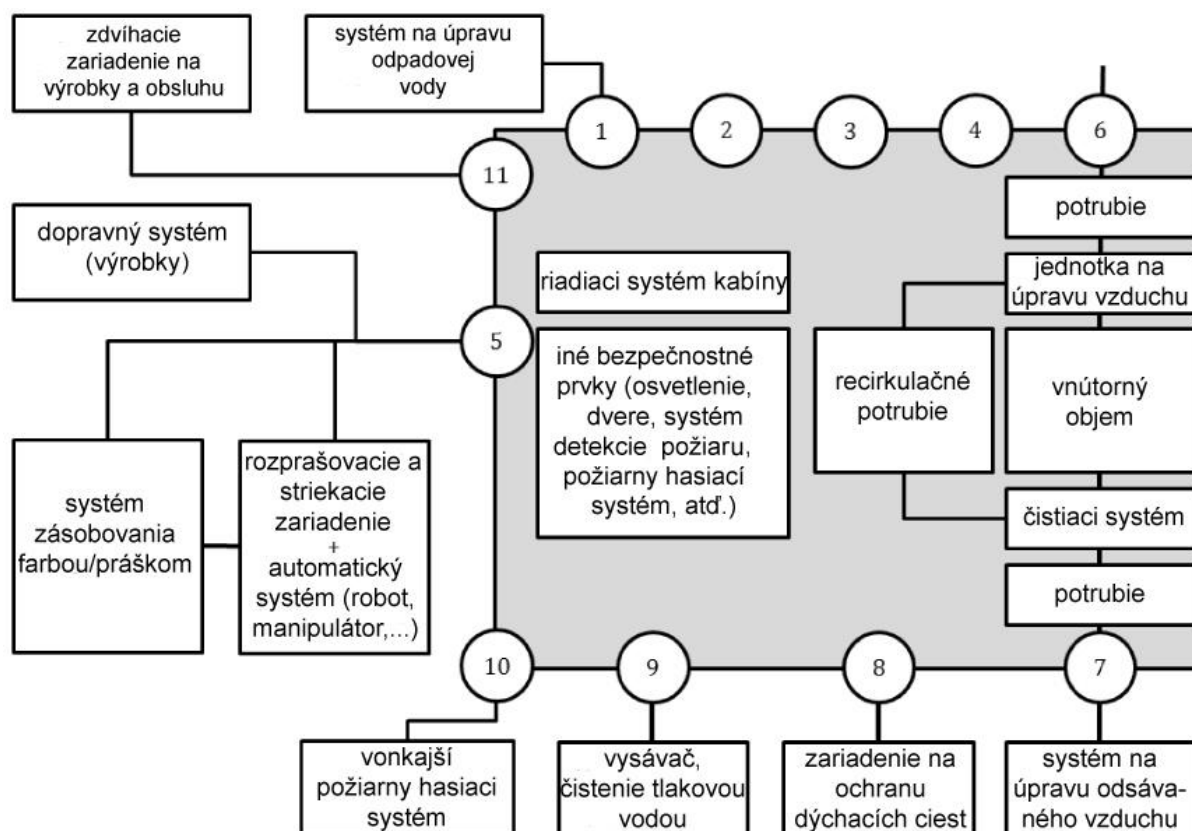 zdvíhacie
zariadenie na
výrobky a obsluhu
systém na úpravu
odpadovej
vody
1
2
3
4
6
11
potrubie
dopravný systém
(výrobky)
riadiaci systém kabíny
jednotka na
úpravu vzduchu
5
iné bezpečnostné
prvky (osvetlenie,
dvere, systém
detekcie požiaru,
požiarny hasiaci
systém, atď.)
recirkulačné
potrubie
vnútorný
objem
systém
zásobovania
farbou/práškom
rozprašovacie a
striekacie
zariadenie
+
automatický
systém (robot,
manipulátor,...)
čistiaci systém
potrubie
10
9
8
7
vonkajší
požiarny hasiaci
systém
vysávač,
čistenie tlakovou
vodou
zariadenie na
ochranu
dýchacích ciest
systém na
úpravu odsáva-
ného vzduchu